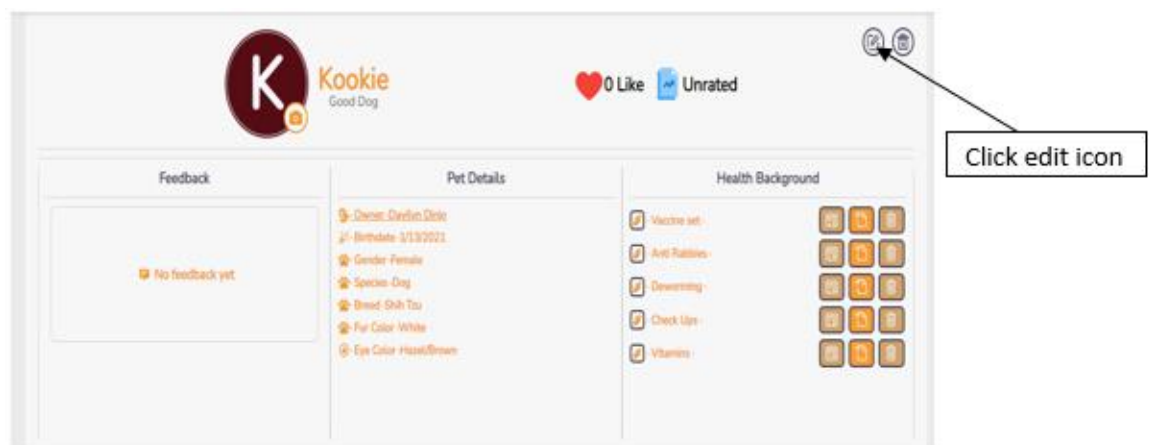 K
Kookie
Good Dog
0 Like
Unrated
Click edit icon
Feedback
No feedback yet
Pet Details
Owner: Davilyn Dinio
Birthdate: 1/13/2021
Gender: Female
Species: Dog
Breed: Shih Tzu
Fur Color: White
Eye Color: Hazel/Brown
Health Background
Vaccine set -
Anti Rabbies -
Deworming -
Check Ups -
Vitamins -